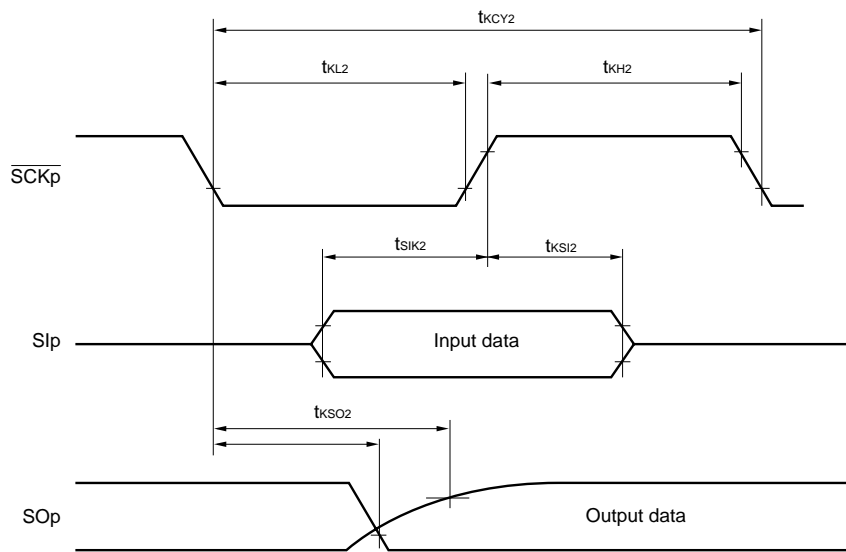 tKCY2
tKL2
tKH2
SCKp
tSIK2
tKSI2
SIp
Input data
tKSO2
SOp
Output data